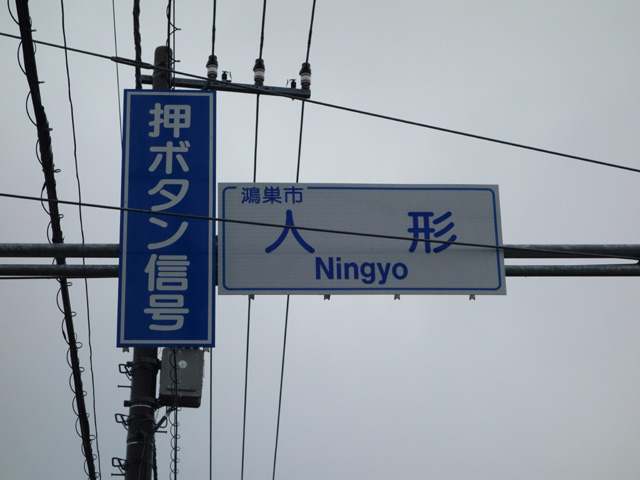 押ボタン信号
鴻巣市
人形
Ningyo